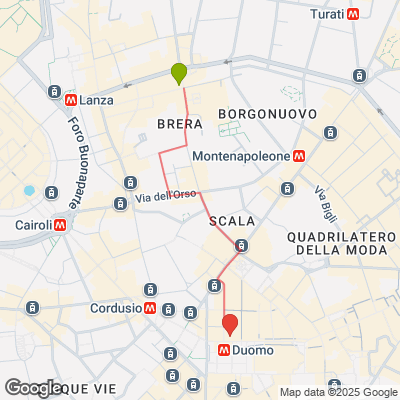 Turati M
M Lanza
BORGONUOVO
BRERA
Montenapoleone M
Foro Buonaparte
Via dell'Orso
Via Bigli
SCALA
Cairoli M
QUADRILATERO
DELLA MODA
Cordusio M
M Duomo
QUE VIE
Google
Map data ©2025 Google